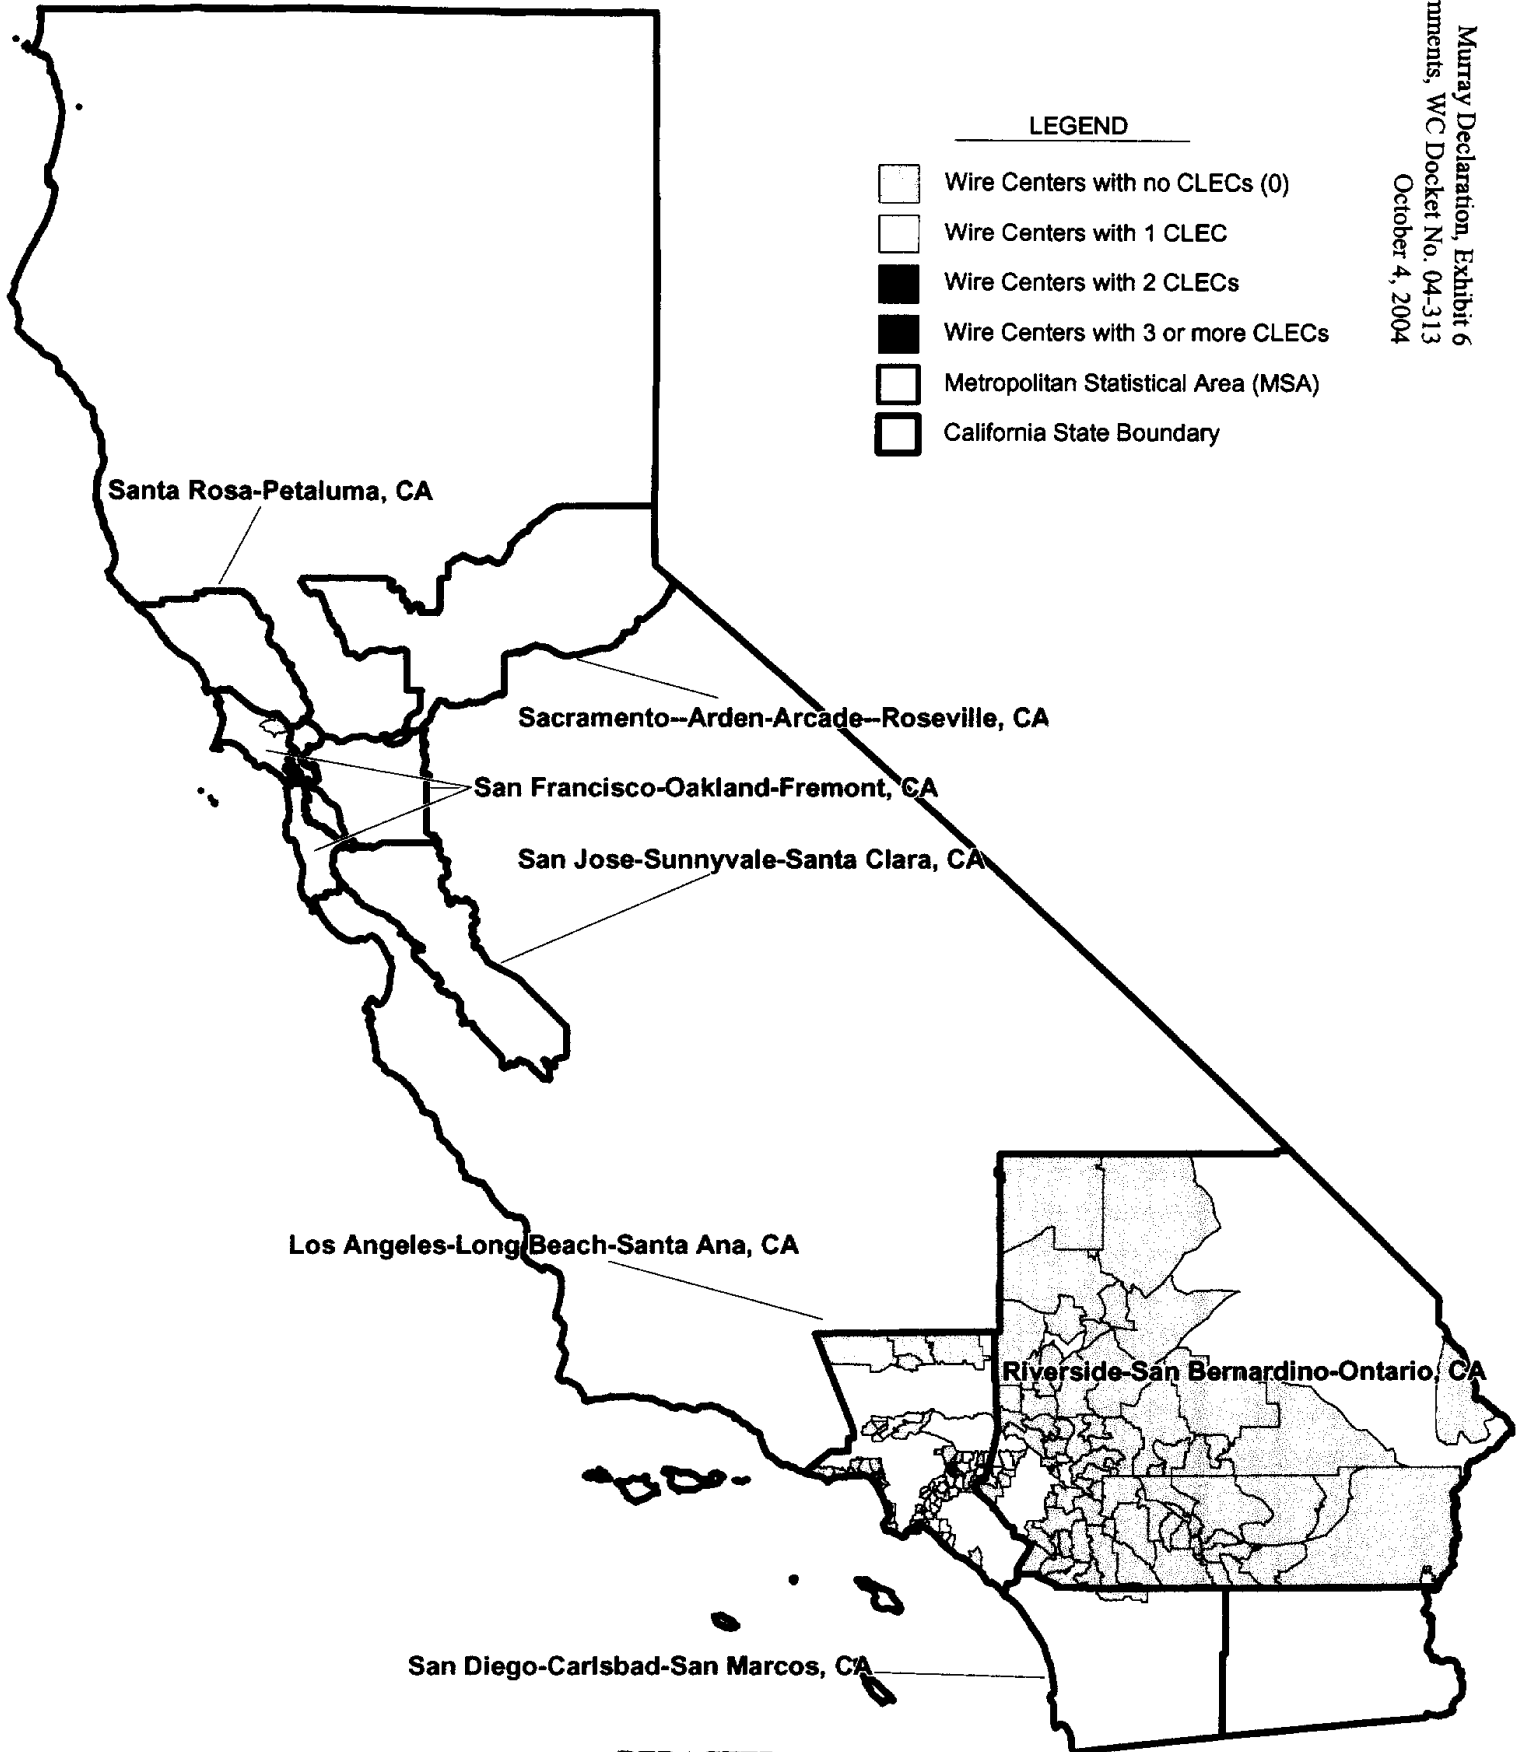 Murray Declaration, Exhibit 6
WC Docket No. 04-313
October 4, 2004
LEGEND
Wire Centers with no CLECs (0)
Wire Centers with 1 CLEC
Wire Centers with 2 CLECs
Wire Centers with 3 or more CLECs
Metropolitan Statistical Area (MSA)
California State Boundary
Santa Rosa-Petaluma, CA
Sacramento--Arden-Arcade--Roseville, CA
San Francisco-Oakland-Fremont, CA
San Jose-Sunnyvale-Santa Clara, CA
Los Angeles-Long Beach-Santa Ana, CA
Riverside-San Bernardino-Ontario, CA
San Diego-Carlsbad-San Marcos, CA